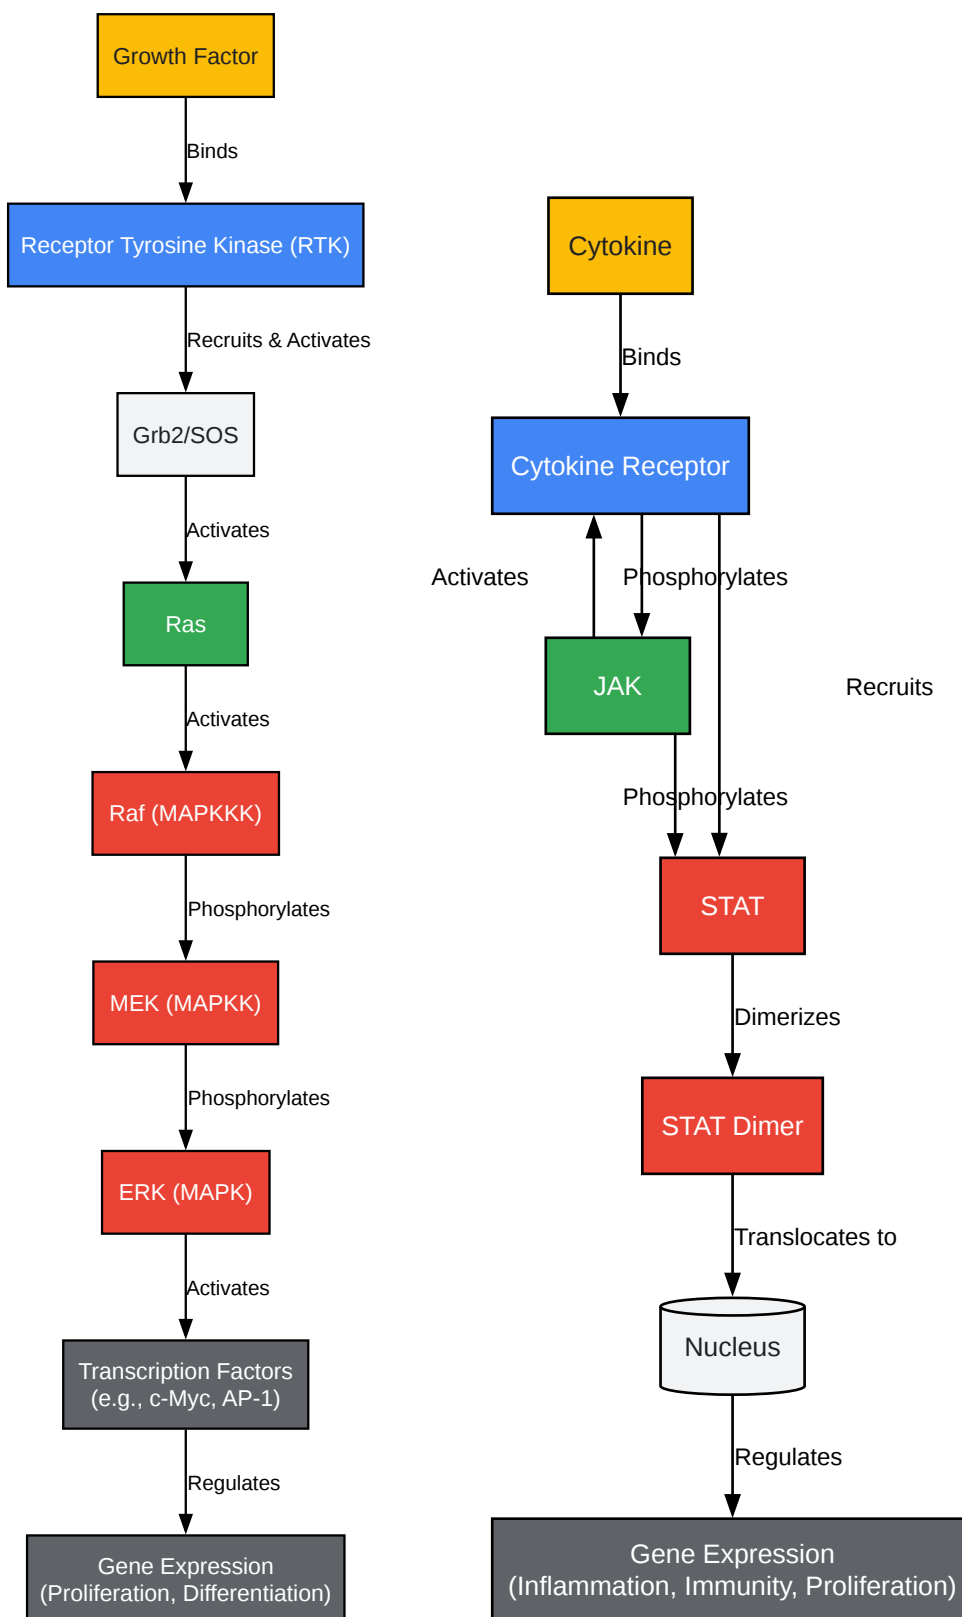 Growth Factor
Binds
Receptor Tyrosine Kinase (RTK)
Recruits & Activates
Grb2/SOS
Activates
Ras
Activates
Raf (MAPKKK)
Phosphorylates
MEK (MAPKK)
Phosphorylates
ERK (MAPK)
Activates
Transcription Factors
(e.g., c-Myc, AP-1)
Regulates
Gene Expression
(Proliferation, Differentiation)
Cytokine
Binds
Cytokine Receptor
Activates
Phosphorylates
JAK
Recruits
Phosphorylates
STAT
Dimerizes
STAT Dimer
Translocates to
Nucleus
Regulates
Gene Expression
(Inflammation, Immunity, Proliferation)